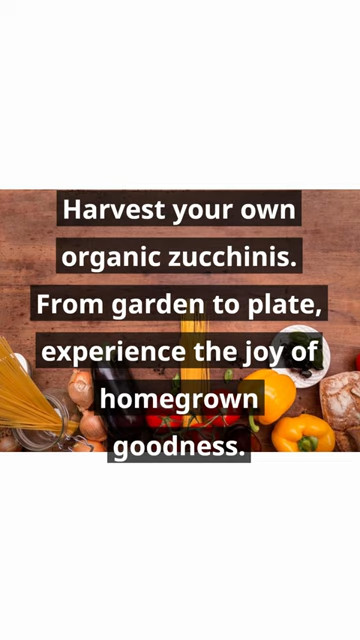 Harvest your own
organic zucchinis.
From garden to plate,
experience the joy of
homegrown
goodness.